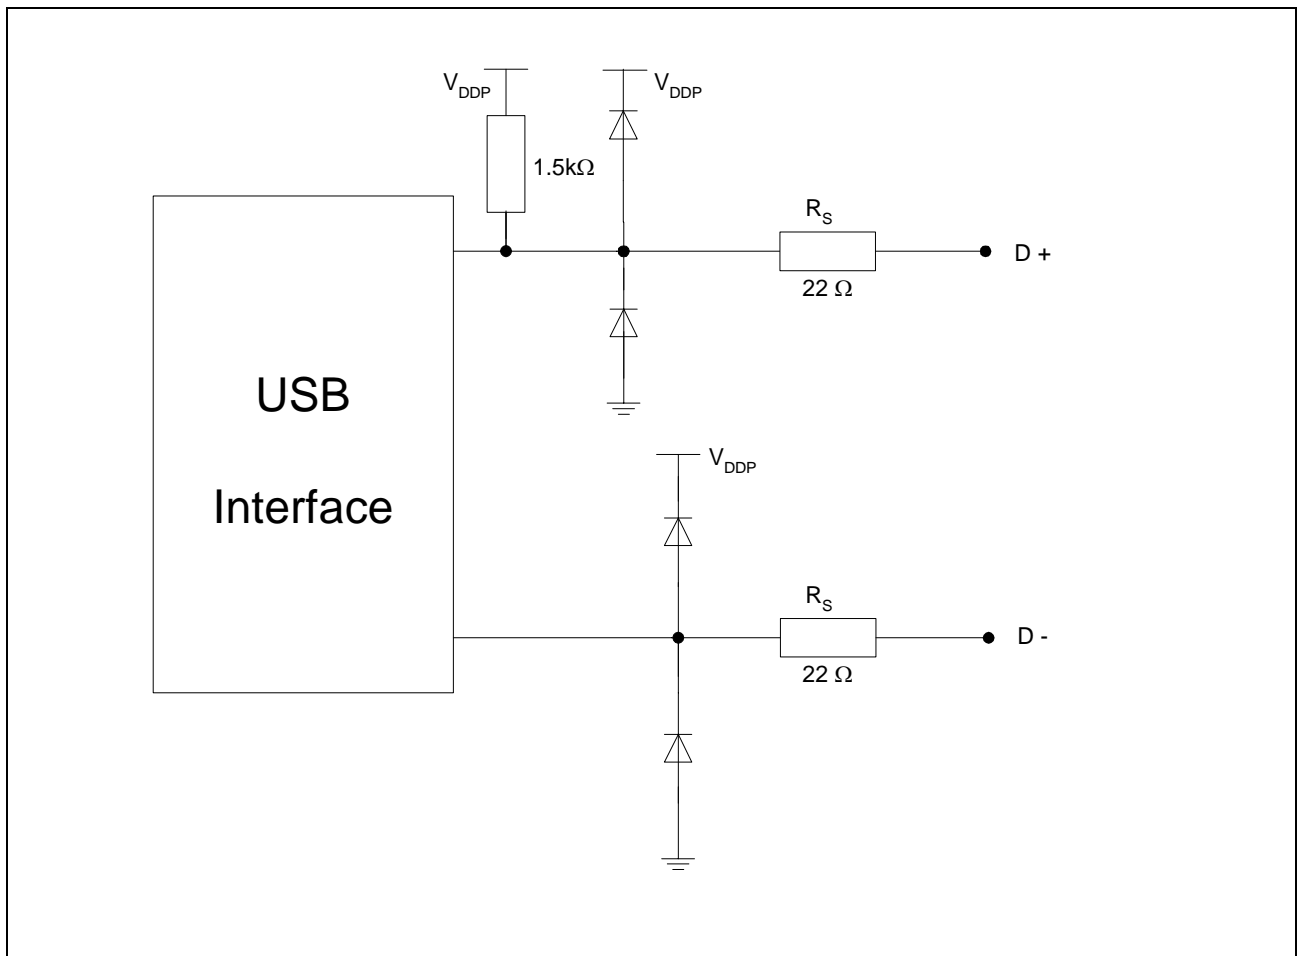 VDDP
VDDP
1.5kΩ
RS
D +
22 Ω
USB
Interface
VDDP
RS
D -
22 Ω